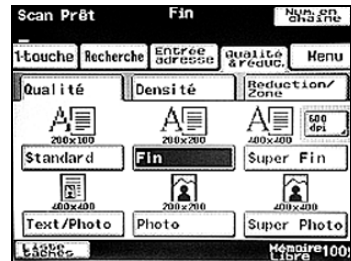 Scan Prêt Fin Num.en chaîne
1-touche Recherche Entrée adresse Qualité &réduc. Menu
Qualité Densité Reduction/ Zone
200x100 200x200 400x400 600 dpi
Standard Fin Super Fin
400x400 200x200 400x400
Text/Photo Photo Super Photo
Liste tâches Mémoire Libre 100